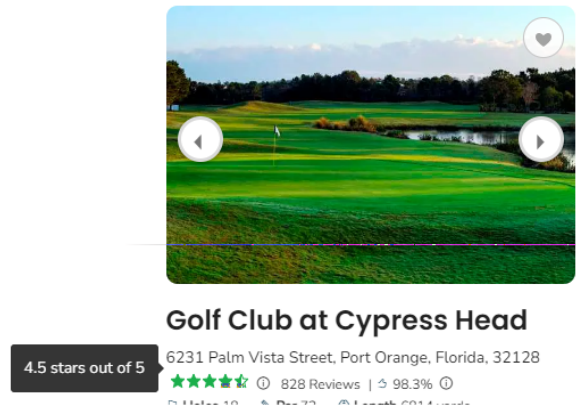 Golf Club at Cypress Head
6231 Palm Vista Street, Port Orange, Florida, 32128
4.5 stars out of 5
828 Reviews | 98.3%